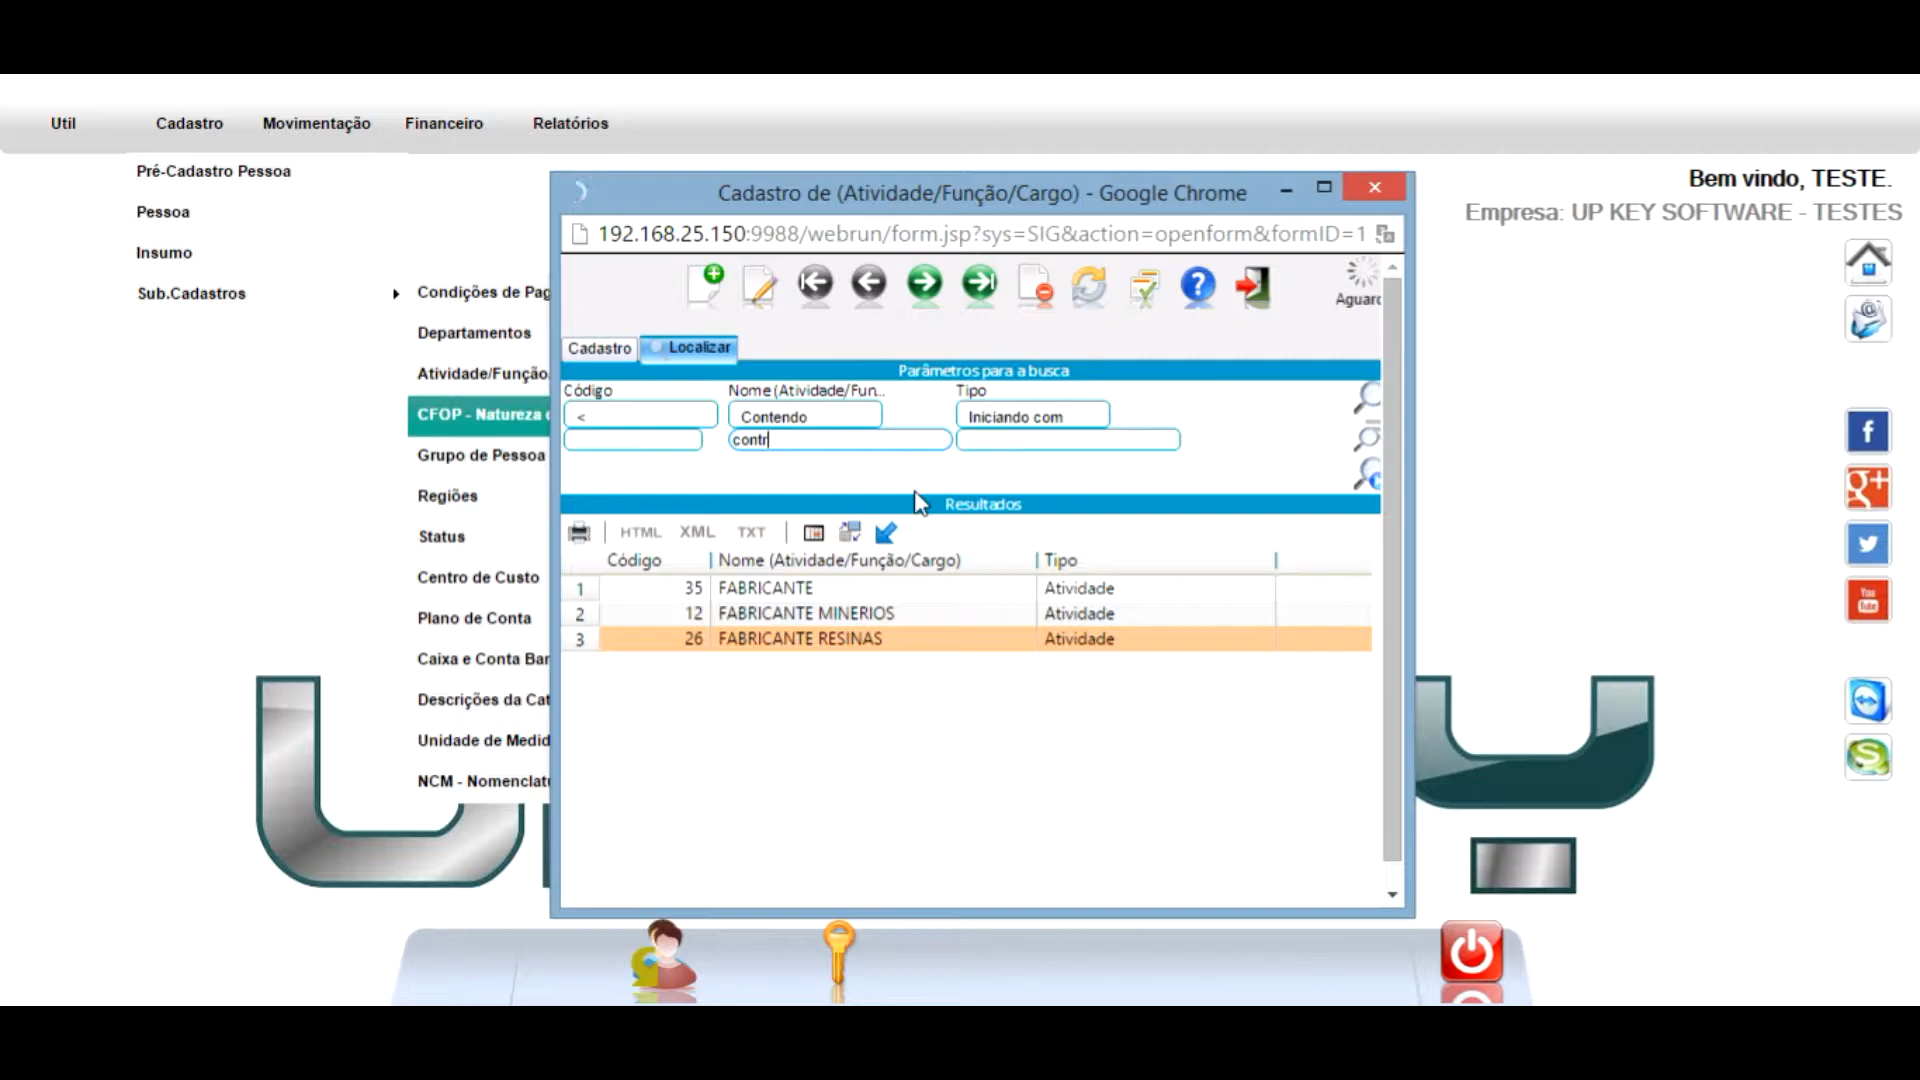 Util Cadastro Movimentação Financeiro Relatórios
Pré-Cadastro Pessoa
Pessoa
Insumo
Sub.Cadastros
Condições de Pag
Departamentos
Atividade/Função
CFOP - Natureza
Grupo de Pessoa
Regiões
Status
Centro de Custo
Plano de Conta
Caixa e Conta Bar
Descrições da Cat
Unidade de Medid
NCM - Nomenclat
Bem vindo, TESTE.
Empresa: UP KEY SOFTWARE - TESTES
Cadastro de (Atividade/Função/Cargo) - Google Chrome
192.168.25.150:9988/webrun/form.jsp?sys=SIG&action=openform&formID=1
Aguard
Cadastro Localizar
Parâmetros para a busca
Código Nome (Atividade/Fun... Tipo
< Contendo Iniciando com
contr
Resultados
HTML XML TXT
Código Nome (Atividade/Função/Cargo) Tipo
1 35 FABRICANTE Atividade
2 12 FABRICANTE MINERIOS Atividade
3 26 FABRICANTE RESINAS Atividade
f
g+
You
Tube
S